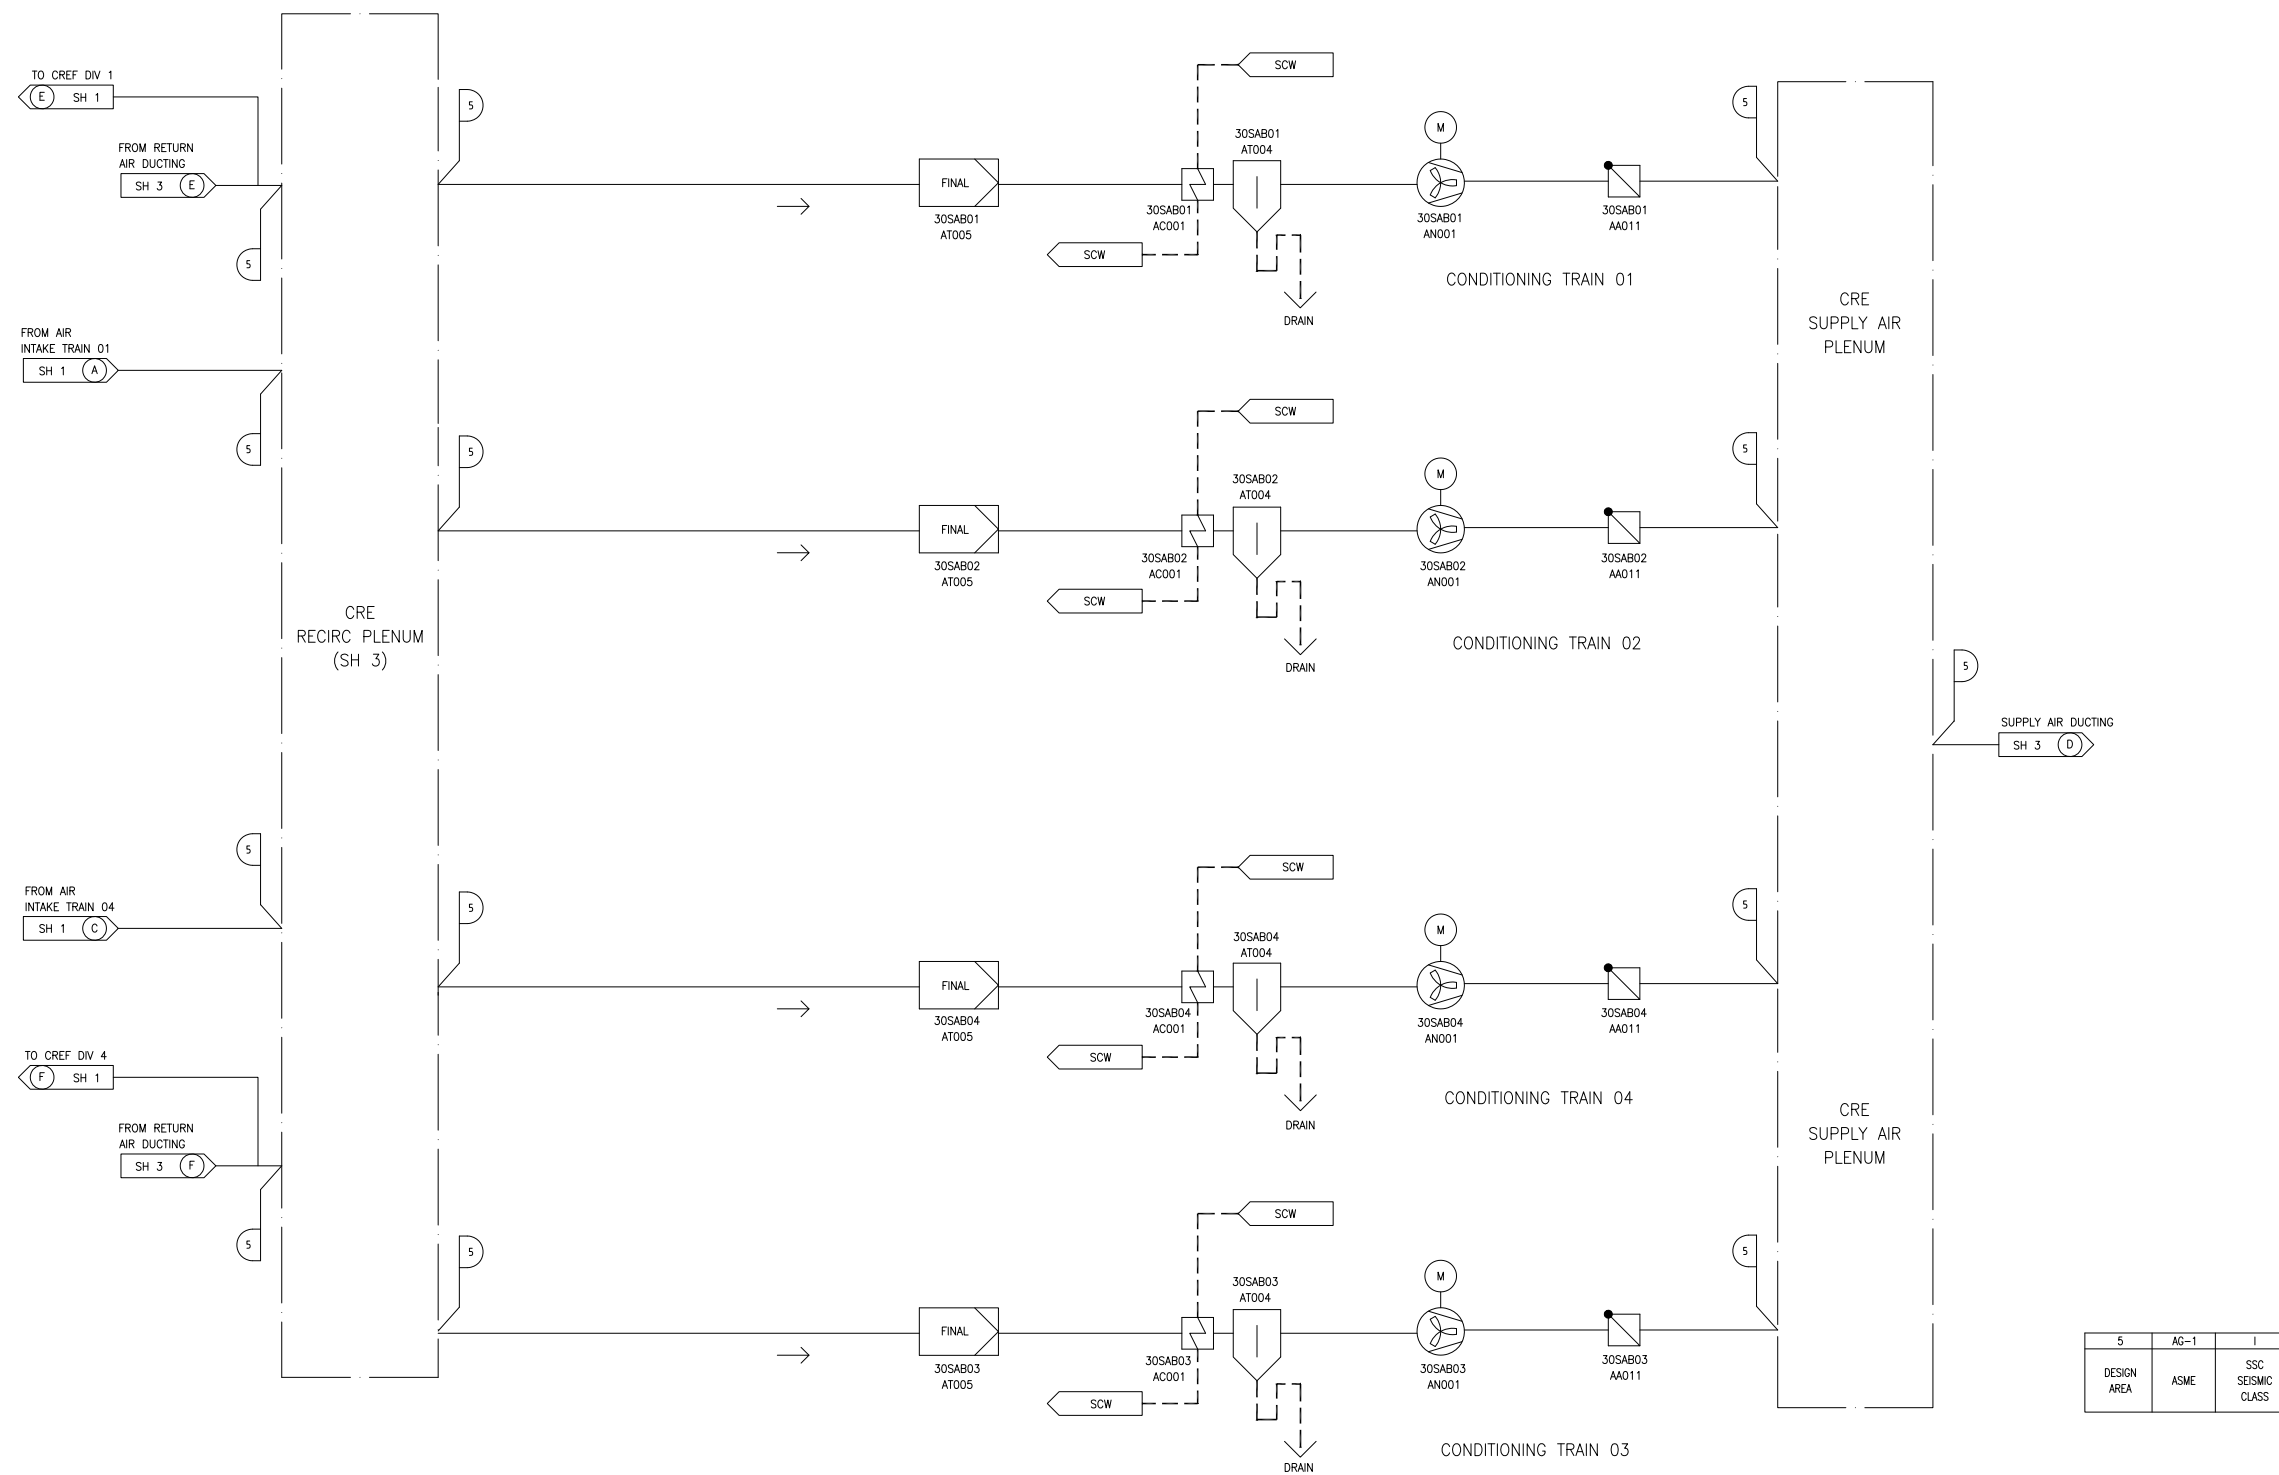 TO CREF DIV 1
E SH 1
FROM RETURN
AIR DUCTING
SH 3 E
5
5
FROM AIR
INTAKE TRAIN 01
SH 1 A
5
SCW
FINAL
30SAB01
AT005
30SAB01
AC001
SCW
30SAB01
AT004
DRAIN
M
30SAB01
AN001
30SAB01
AA011
5
CONDITIONING TRAIN 01
CRE
SUPPLY AIR
PLENUM
5
SCW
FINAL
30SAB02
AT005
30SAB02
AC001
SCW
30SAB02
AT004
DRAIN
M
30SAB02
AN001
30SAB02
AA011
5
CONDITIONING TRAIN 02
CRE
RECIRC PLENUM
(SH 3)
5
SUPPLY AIR DUCTING
SH 3 D
5
FROM AIR
INTAKE TRAIN 04
SH 1 C
5
SCW
FINAL
30SAB04
AT005
30SAB04
AC001
SCW
30SAB04
AT004
DRAIN
M
30SAB04
AN001
30SAB04
AA011
5
CONDITIONING TRAIN 04
TO CREF DIV 4
F SH 1
FROM RETURN
AIR DUCTING
SH 3 F
5
CRE
SUPPLY AIR
PLENUM
5
SCW
FINAL
30SAB03
AT005
30SAB03
AC001
SCW
30SAB03
AT004
DRAIN
M
30SAB03
AN001
30SAB03
AA011
5
CONDITIONING TRAIN 03
5 AG-1 I
DESIGN
AREA
ASME
SSC
SEISMIC
CLASS